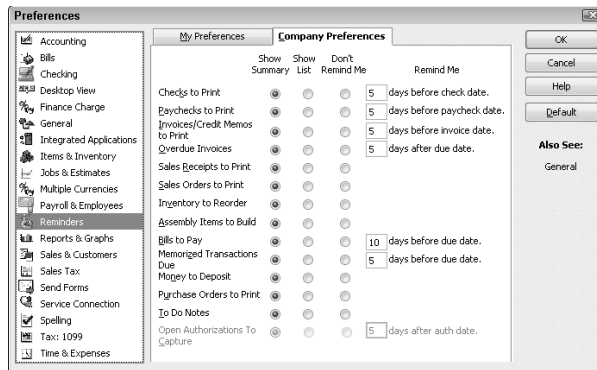 Preferences
Accounting
Bills
Checking
Desktop View
Finance Charge
General
Integrated Applications
Items & Inventory
Jobs & Estimates
Multiple Currencies
Payroll & Employees
Reminders
Reports & Graphs
Sales & Customers
Sales Tax
Send Forms
Service Connection
Spelling
Tax: 1099
Time & Expenses
My Preferences
Company Preferences
Show Summary
Show List
Don't Remind Me
Remind Me
Checks to Print 5 days before check date.
Paychecks to Print 5 days before paycheck date.
Invoices/Credit Memos
to Print 5 days before invoice date.
Overdue Invoices 5 days after due date.
Sales Receipts to Print
Sales Orders to Print
Inventory to Reorder
Assembly Items to Build
Bills to Pay 10 days before due date.
Memorized Transactions
Due 5 days before due date.
Money to Deposit
Purchase Orders to Print
To Do Notes
Open Authorizations To
Capture 5 days after auth date.
OK
Cancel
Help
Default
Also See:
General